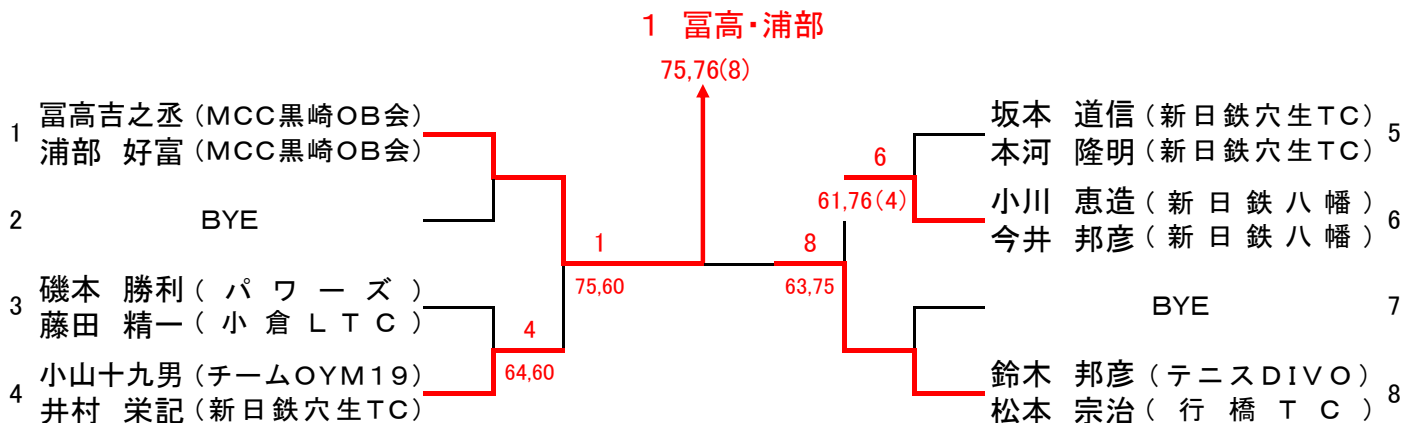 1 冨高・浦部
75,76(8)
1 冨高吉之丞 (MCC黒崎OB会)
浦部 好富 (MCC黒崎OB会)
2 BYE
3 磯本 勝利 (パワーズ)
藤田 精一 (小倉LTC)
4 小山十九男 (チームOYM19)
井村 栄記 (新日鉄穴生TC)
4
64,60
1
75,60
8
63,75
6
61,76(4)
坂本 道信 (新日鉄穴生TC) 5
本河 隆明 (新日鉄穴生TC)
小川 恵造 (新日鉄八幡) 6
今井 邦彦 (新日鉄八幡)
BYE 7
鈴木 邦彦 (テニスDIVO) 8
松本 宗治 (行橋TC)